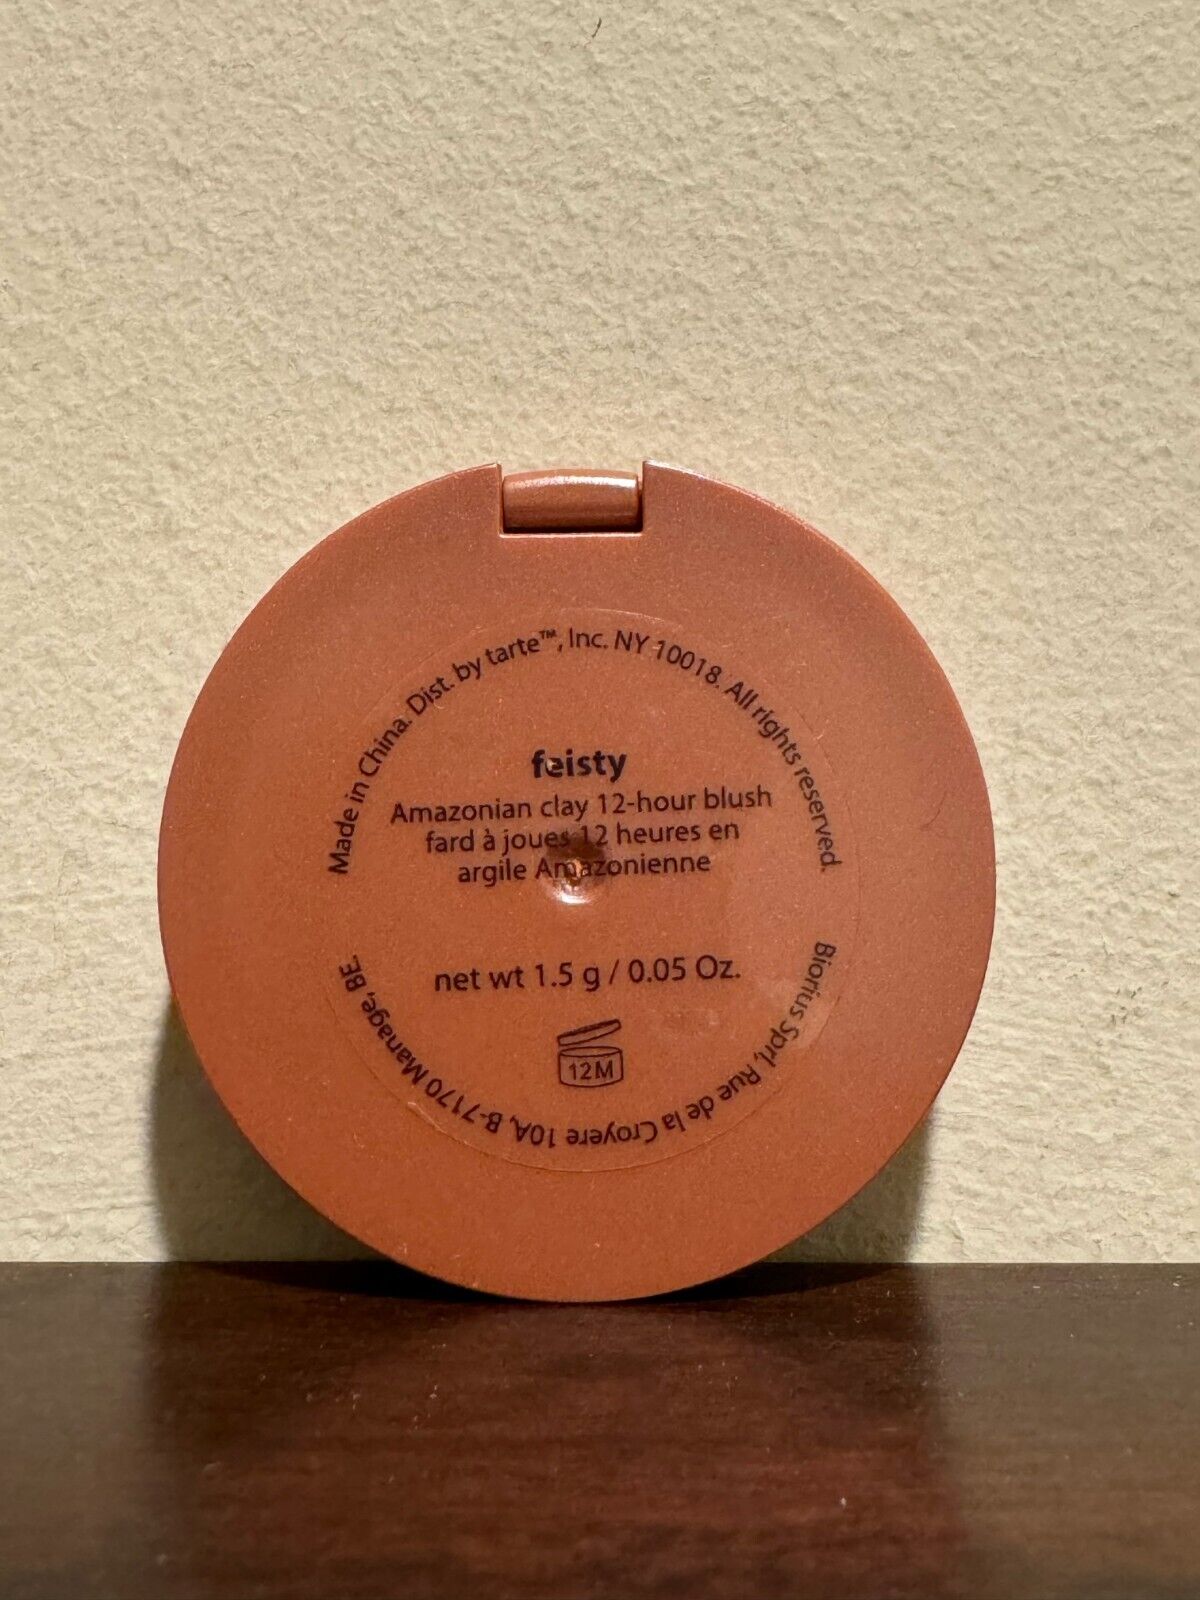 Made in China. Dist. by tarte™, Inc. NY 10018. All rights reserved.
feisty
Amazonian clay 12-hour blush
fard à joues 12 heures en
argile Amazonienne
net wt 1.5 g / 0.05 Oz.
12M
Biorius Sprl, Rue de la Croyere 10A, B-7170 Manage, BE.